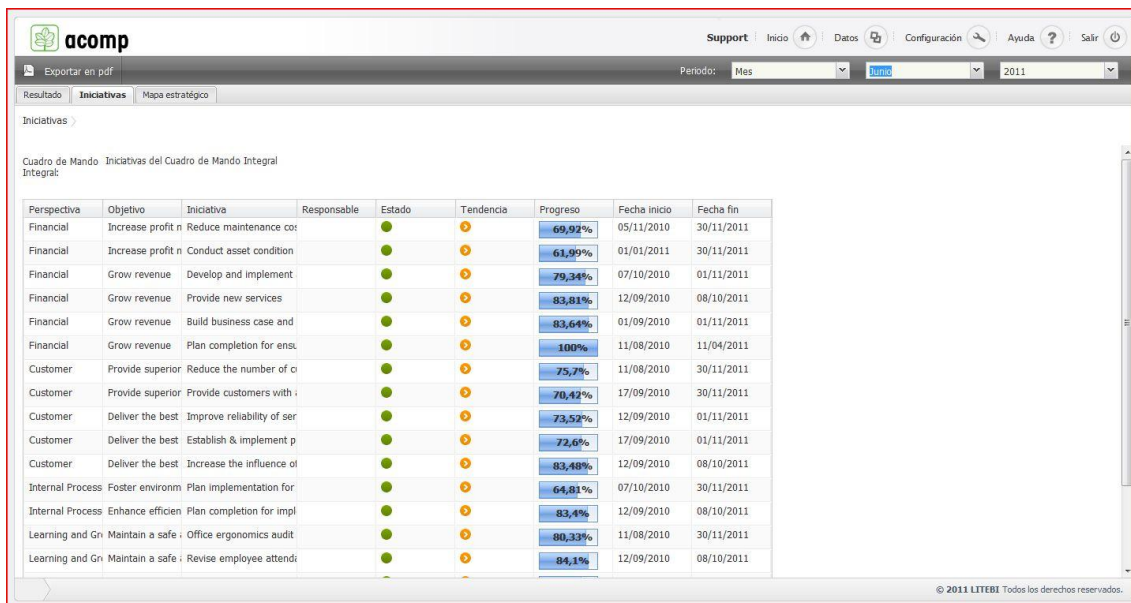 acomp
Support Inicio Datos Configuración Ayuda ? Salir
Exportar en pdf Periodo: Mes Junio 2011
Resultado Iniciativas Mapa estratégico
Iniciativas
Cuadro de Mando Integral: Iniciativas del Cuadro de Mando Integral
Perspectiva Objetivo Iniciativa Responsable Estado Tendencia Progreso Fecha inicio Fecha fin
Financial Increase profit n Reduce maintenance cos 69,92% 05/11/2010 30/11/2011
Financial Increase profit n Conduct asset condition 61,99% 01/01/2011 30/11/2011
Financial Grow revenue Develop and implement 79,34% 07/10/2010 01/11/2011
Financial Grow revenue Provide new services 83,81% 12/09/2010 08/10/2011
Financial Grow revenue Build business case and 83,64% 01/09/2010 01/11/2011
Financial Grow revenue Plan completion for ensu 100% 11/08/2010 11/04/2011
Customer Provide superior Reduce the number of cu 75,7% 11/08/2010 30/11/2011
Customer Provide superior Provide customers with a 70,42% 17/09/2010 30/11/2011
Customer Deliver the best Improve reliability of ser 73,52% 12/09/2010 01/11/2011
Customer Deliver the best Establish & implement p 72,6% 17/09/2010 01/11/2011
Customer Deliver the best Increase the influence of 83,48% 12/09/2010 08/10/2011
Internal Process Foster environm Plan implementation for 64,81% 07/10/2010 30/11/2011
Internal Process Enhance efficien Plan completion for impl 83,4% 12/09/2010 08/10/2011
Learning and Gro Maintain a safe a Office ergonomics audit 80,33% 11/08/2010 30/11/2011
Learning and Gro Maintain a safe a Revise employee attenda 84,1% 12/09/2010 08/10/2011
© 2011 LITEBI Todos los derechos reservados.